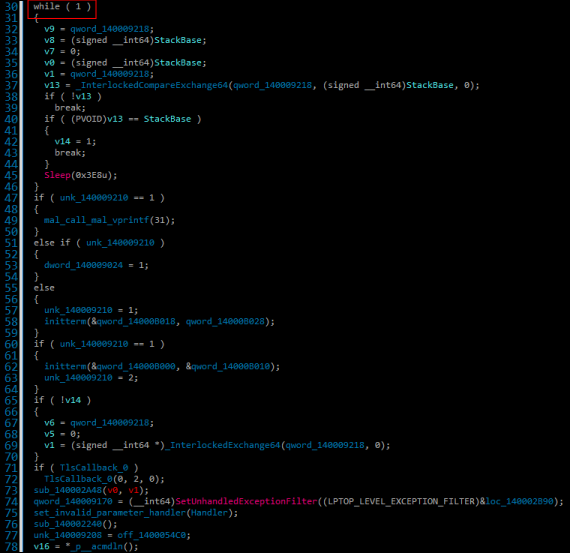 30 while ( 1 )
31 {
32 v9 = qword_140009218;
33 v8 = (signed __int64)StackBase;
34 v7 = 0;
35 v0 = (signed __int64)StackBase;
36 v1 = qword_140009218;
37 v13 = _InterlockedCompareExchange64(qword_140009218, (signed __int64)StackBase, 0);
38 if ( !v13 )
39 break;
40 if ( (PVOID)v13 == StackBase )
41 {
42 v14 = 1;
43 break;
44 }
45 Sleep(0x3E8u);
46 }
47 if ( unk_140009210 == 1 )
48 {
49 mal_call_mal_vprintf(31);
50 }
51 else if ( unk_140009210 )
52 {
53 dword_140009024 = 1;
54 }
55 else
56 {
57 unk_140009210 = 1;
58 initterm(&qword_14000B018, qword_14000B028);
59 }
60 if ( unk_140009210 == 1 )
61 {
62 initterm(&qword_14000B000, &qword_14000B010);
63 unk_140009210 = 2;
64 }
65 if ( !v14 )
66 {
67 v6 = qword_140009218;
68 v5 = 0;
69 v1 = (signed __int64 *)_InterlockedExchange64(qword_140009218, 0);
70 }
71 if ( TlsCallback_0 )
72 TlsCallback_0(0, 2, 0);
73 sub_140002A48(v0, v1);
74 qword_140009170 = (__int64)SetUnhandledExceptionFilter((LPTOP_LEVEL_EXCEPTION_FILTER)&loc_140002890);
75 set_invalid_parameter_handler(Handler);
76 sub_140002240();
77 unk_140009208 = off_1400054C0;
78 v16 = *_p__acmdln();